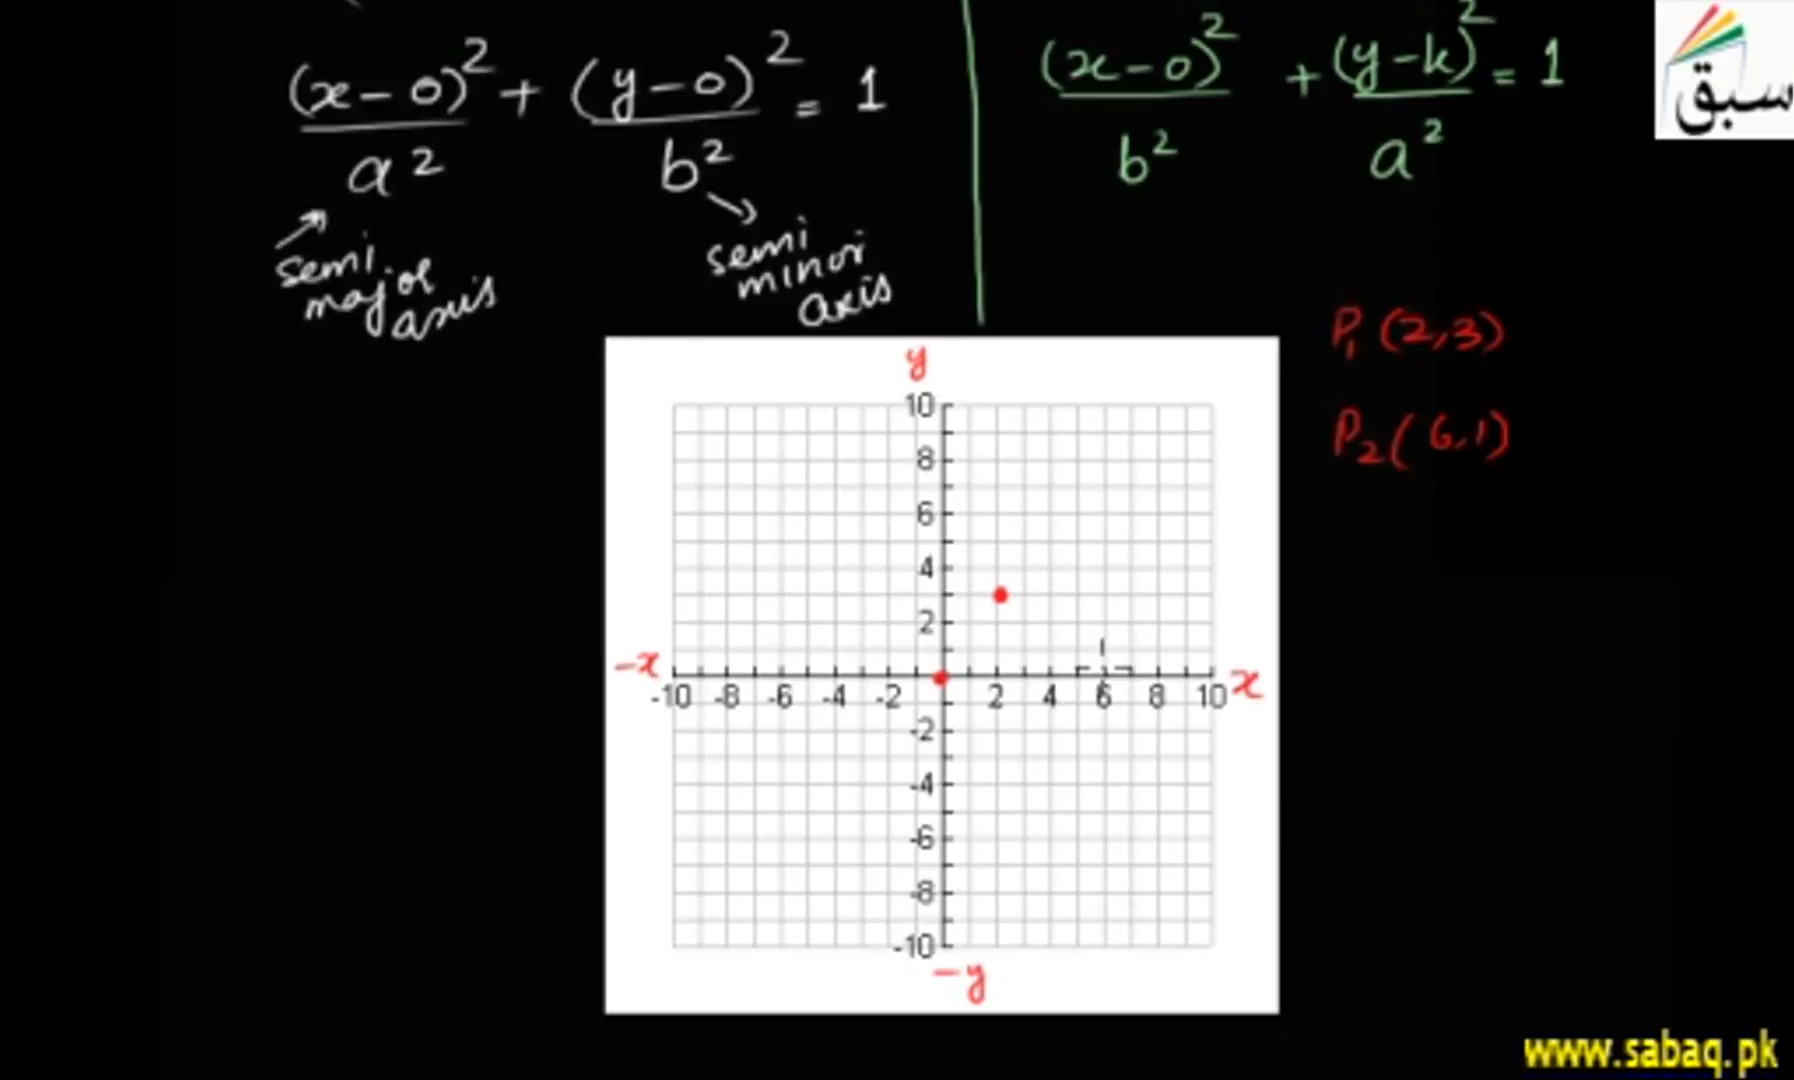 (x-0)²/a² + (y-0)²/b² = 1
semi major axis
semi minor axis
(x-0)²/b² + (y-k)²/a² = 1
سبق
P₁ (2,3)
P₂ (6,1)
y
10
8
6
4
2
-x -10 -8 -6 -4 -2 2 4 6 8 10 x
-2
-4
-6
-8
-10
-y
www.sabaq.pk